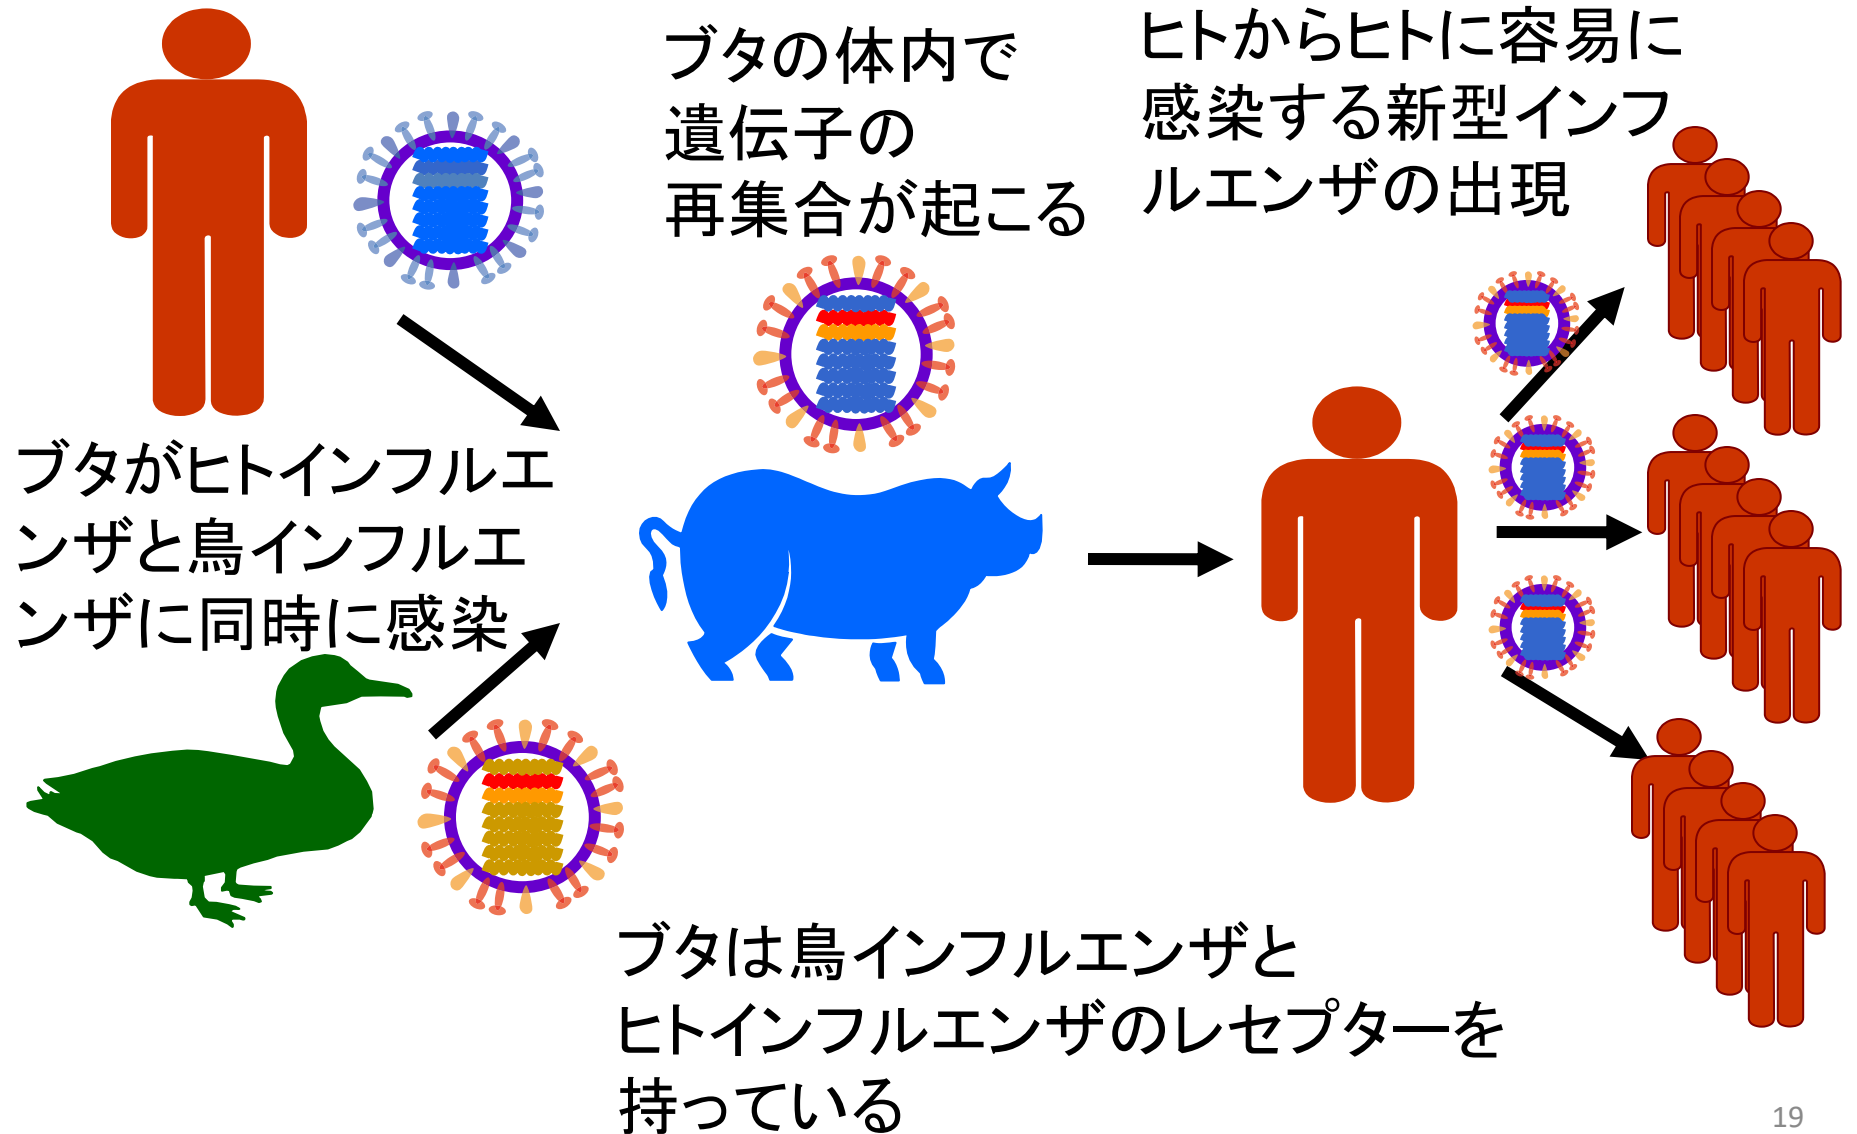 ブタの体内で
遺伝子の
再集合が起こる
ヒトからヒトに容易に
感染する新型インフ
ルエンザの出現
ブタがヒトインフルエ
ンザと鳥インフルエ
ンザに同時に感染
ブタは鳥インフルエンザと
ヒトインフルエンザのレセプターを
持っている
19